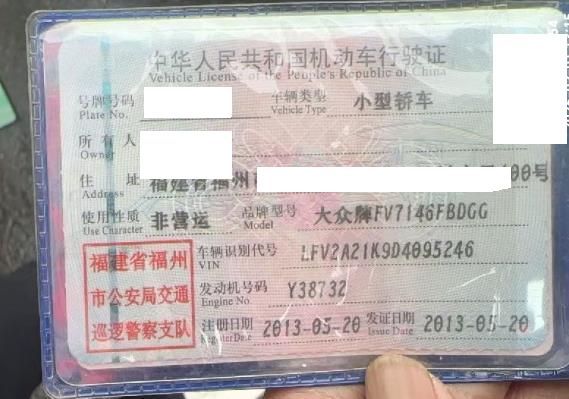 中华人民共和国机动车行驶证
Vehicle License of the People's Republic of China
号牌号码 车辆类型 小型轿车
Plate No. Vehicle Type
所有人
Owner
住址 福建省福州 00号
Address
使用性质 非营运 品牌型号 大众牌FV7146FBDGG
Use Character Model
福建省福州市公安局交通巡逻警察支队
车辆识别代号 LFV2A21K9D4095246
VIN
发动机号码 Y38732
Engine No.
注册日期 2013-05-20 发证日期 2013-05-20
Register Date Issue Date